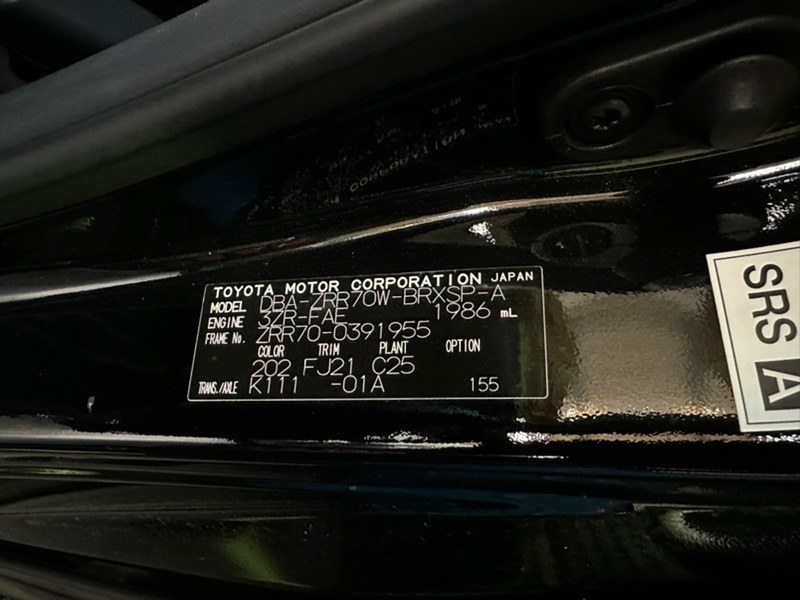 TOYOTA MOTOR CORPORATION JAPAN
MODEL DBA-ZRR70W-BRXSP-A
ENGINE 3ZR-FAE 1986 mL
FRAME No. ZRR70-0391955
COLOR TRIM PLANT OPTION
202 FJ21 C25
TRANS./AXLE K111 -01A 155
SRS A